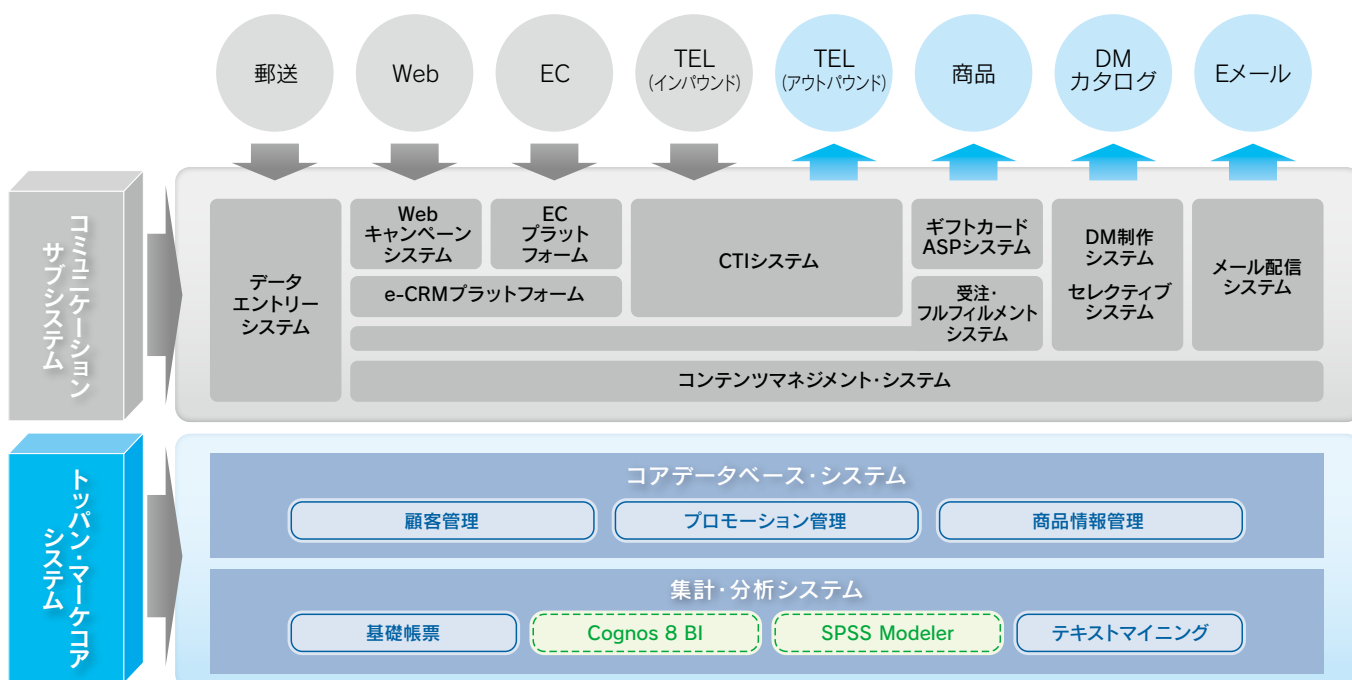 郵送
Web
EC
TEL
(インバウンド)
TEL
(アウトバウンド)
商品
DM
カタログ
Eメール
コミュニケーション
サブシステム
データ
エントリー
システム
Web
キャンペーン
システム
EC
プラット
フォーム
e-CRMプラットフォーム
CTIシステム
ギフトカード
ASPシステム
受注・
フルフィルメント
システム
DM制作
システム
セレクティブ
システム
メール配信
システム
コンテンツマネジメント・システム
トッパン・マーケコア
システム
コアデータベース・システム
顧客管理
プロモーション管理
商品情報管理
集計・分析システム
基礎帳票
Cognos 8 BI
SPSS Modeler
テキストマイニング